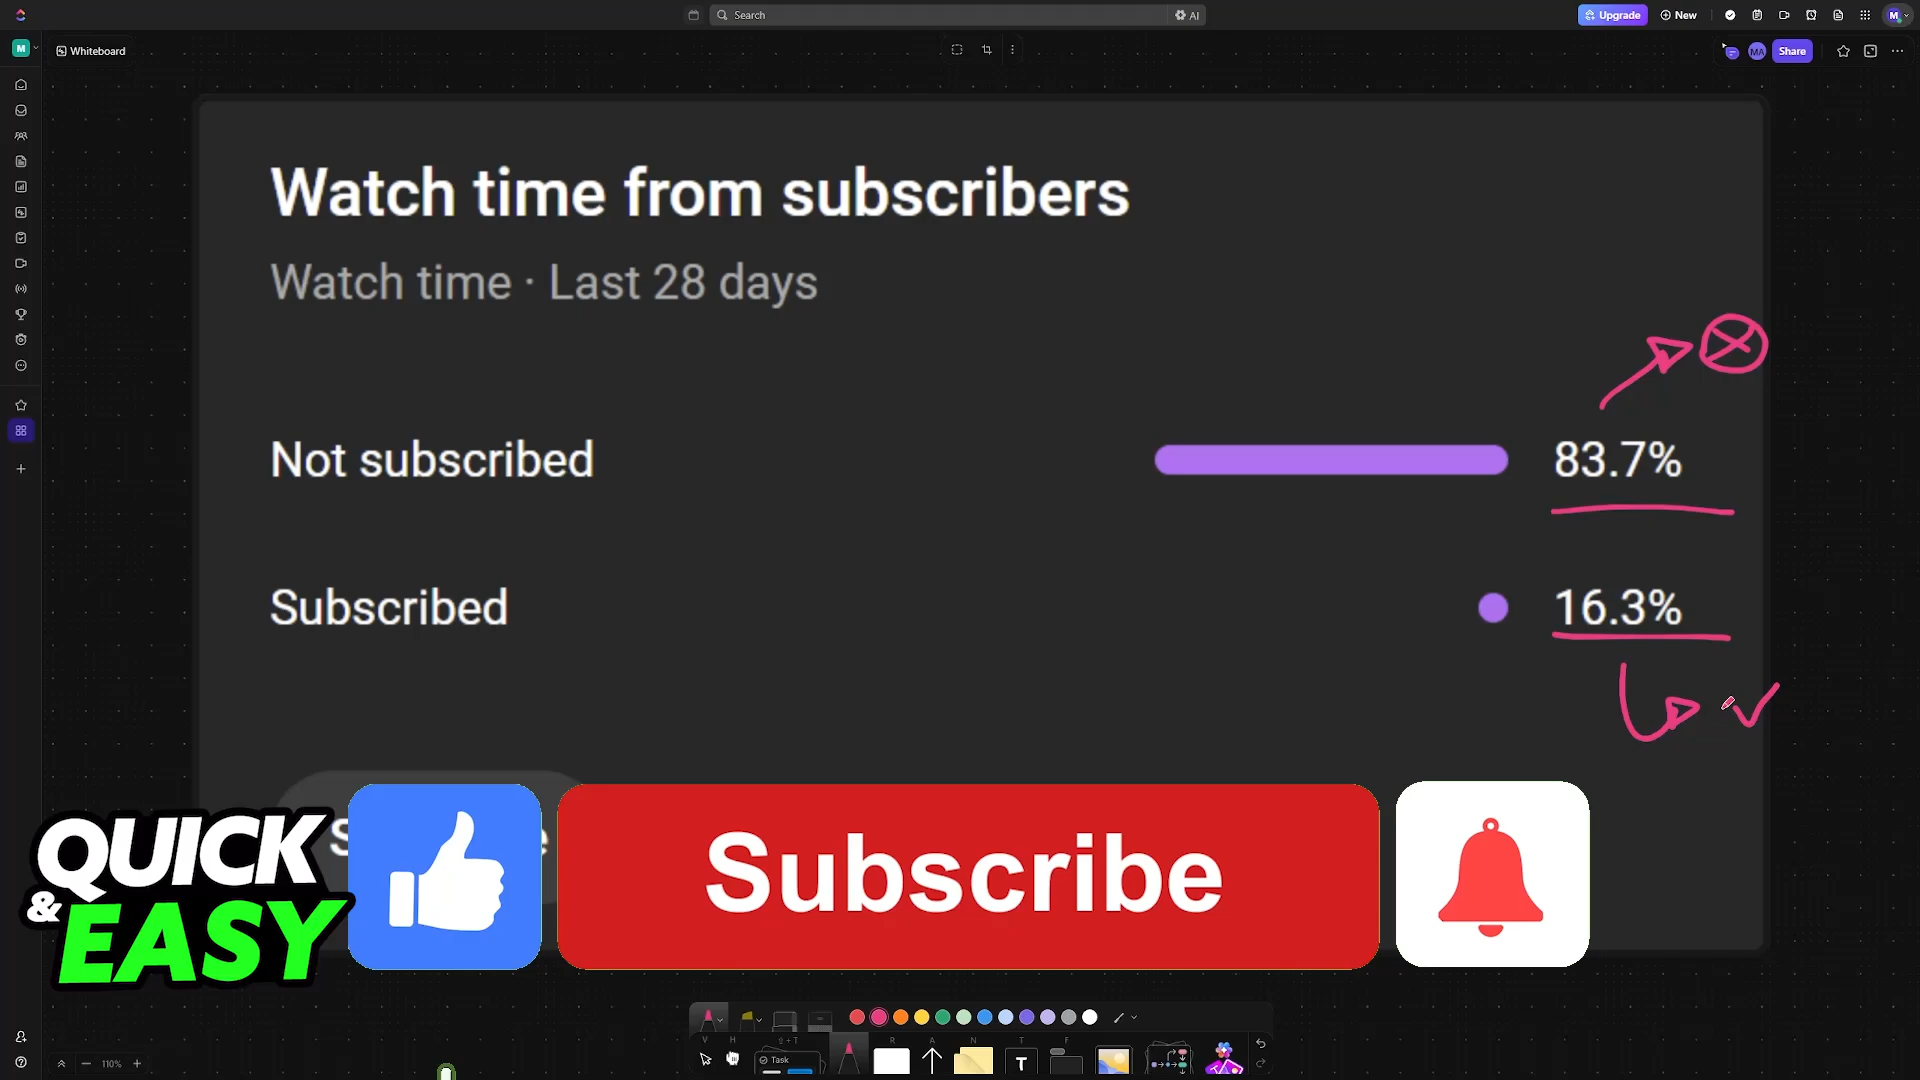 Search
AI
Upgrade
New
M
M
Whiteboard
MA
Share
Watch time from subscribers
Watch time · Last 28 days
Not subscribed
83.7%
Subscribed
16.3%
QUICK
& EASY
Subscribe
V
H
⇧ + T
R
A
N
T
F
Task
T
110%